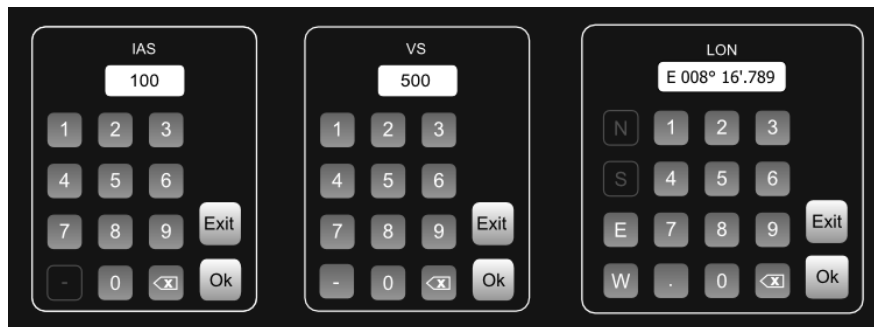 IAS
100
1 2 3
4 5 6
7 8 9 Exit
- 0 Ok
VS
500
1 2 3
4 5 6
7 8 9 Exit
- 0 Ok
LON
E 008° 16'.789
N 1 2 3
S 4 5 6
E 7 8 9 Exit
W . 0 Ok